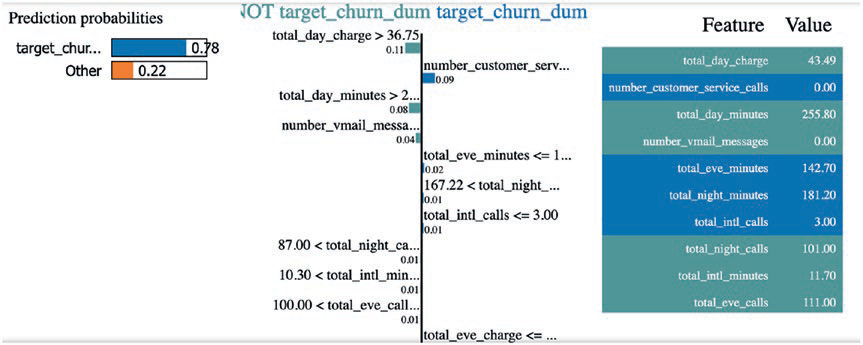 Prediction probabilities
target_chur... 0.78
Other 0.22
NOT target_churn_dum target_churn_dum
total_day_charge > 36.75
0.11
number_customer_serv...
0.09
total_day_minutes > 2...
0.08
number_vmail_messa...
0.04
total_eve_minutes <= 1...
0.02
167.22 < total_night_...
0.01
total_intl_calls <= 3.00
0.01
87.00 < total_night_ca...
0.01
10.30 < total_intl_min...
0.01
100.00 < total_eve_call...
0.01
total_eve_charge <= ...
Feature Value
total_day_charge 43.49
number_customer_service_calls 0.00
total_day_minutes 255.80
number_vmail_messages 0.00
total_eve_minutes 142.70
total_night_minutes 181.20
total_intl_calls 3.00
total_night_calls 101.00
total_intl_minutes 11.70
total_eve_calls 111.00